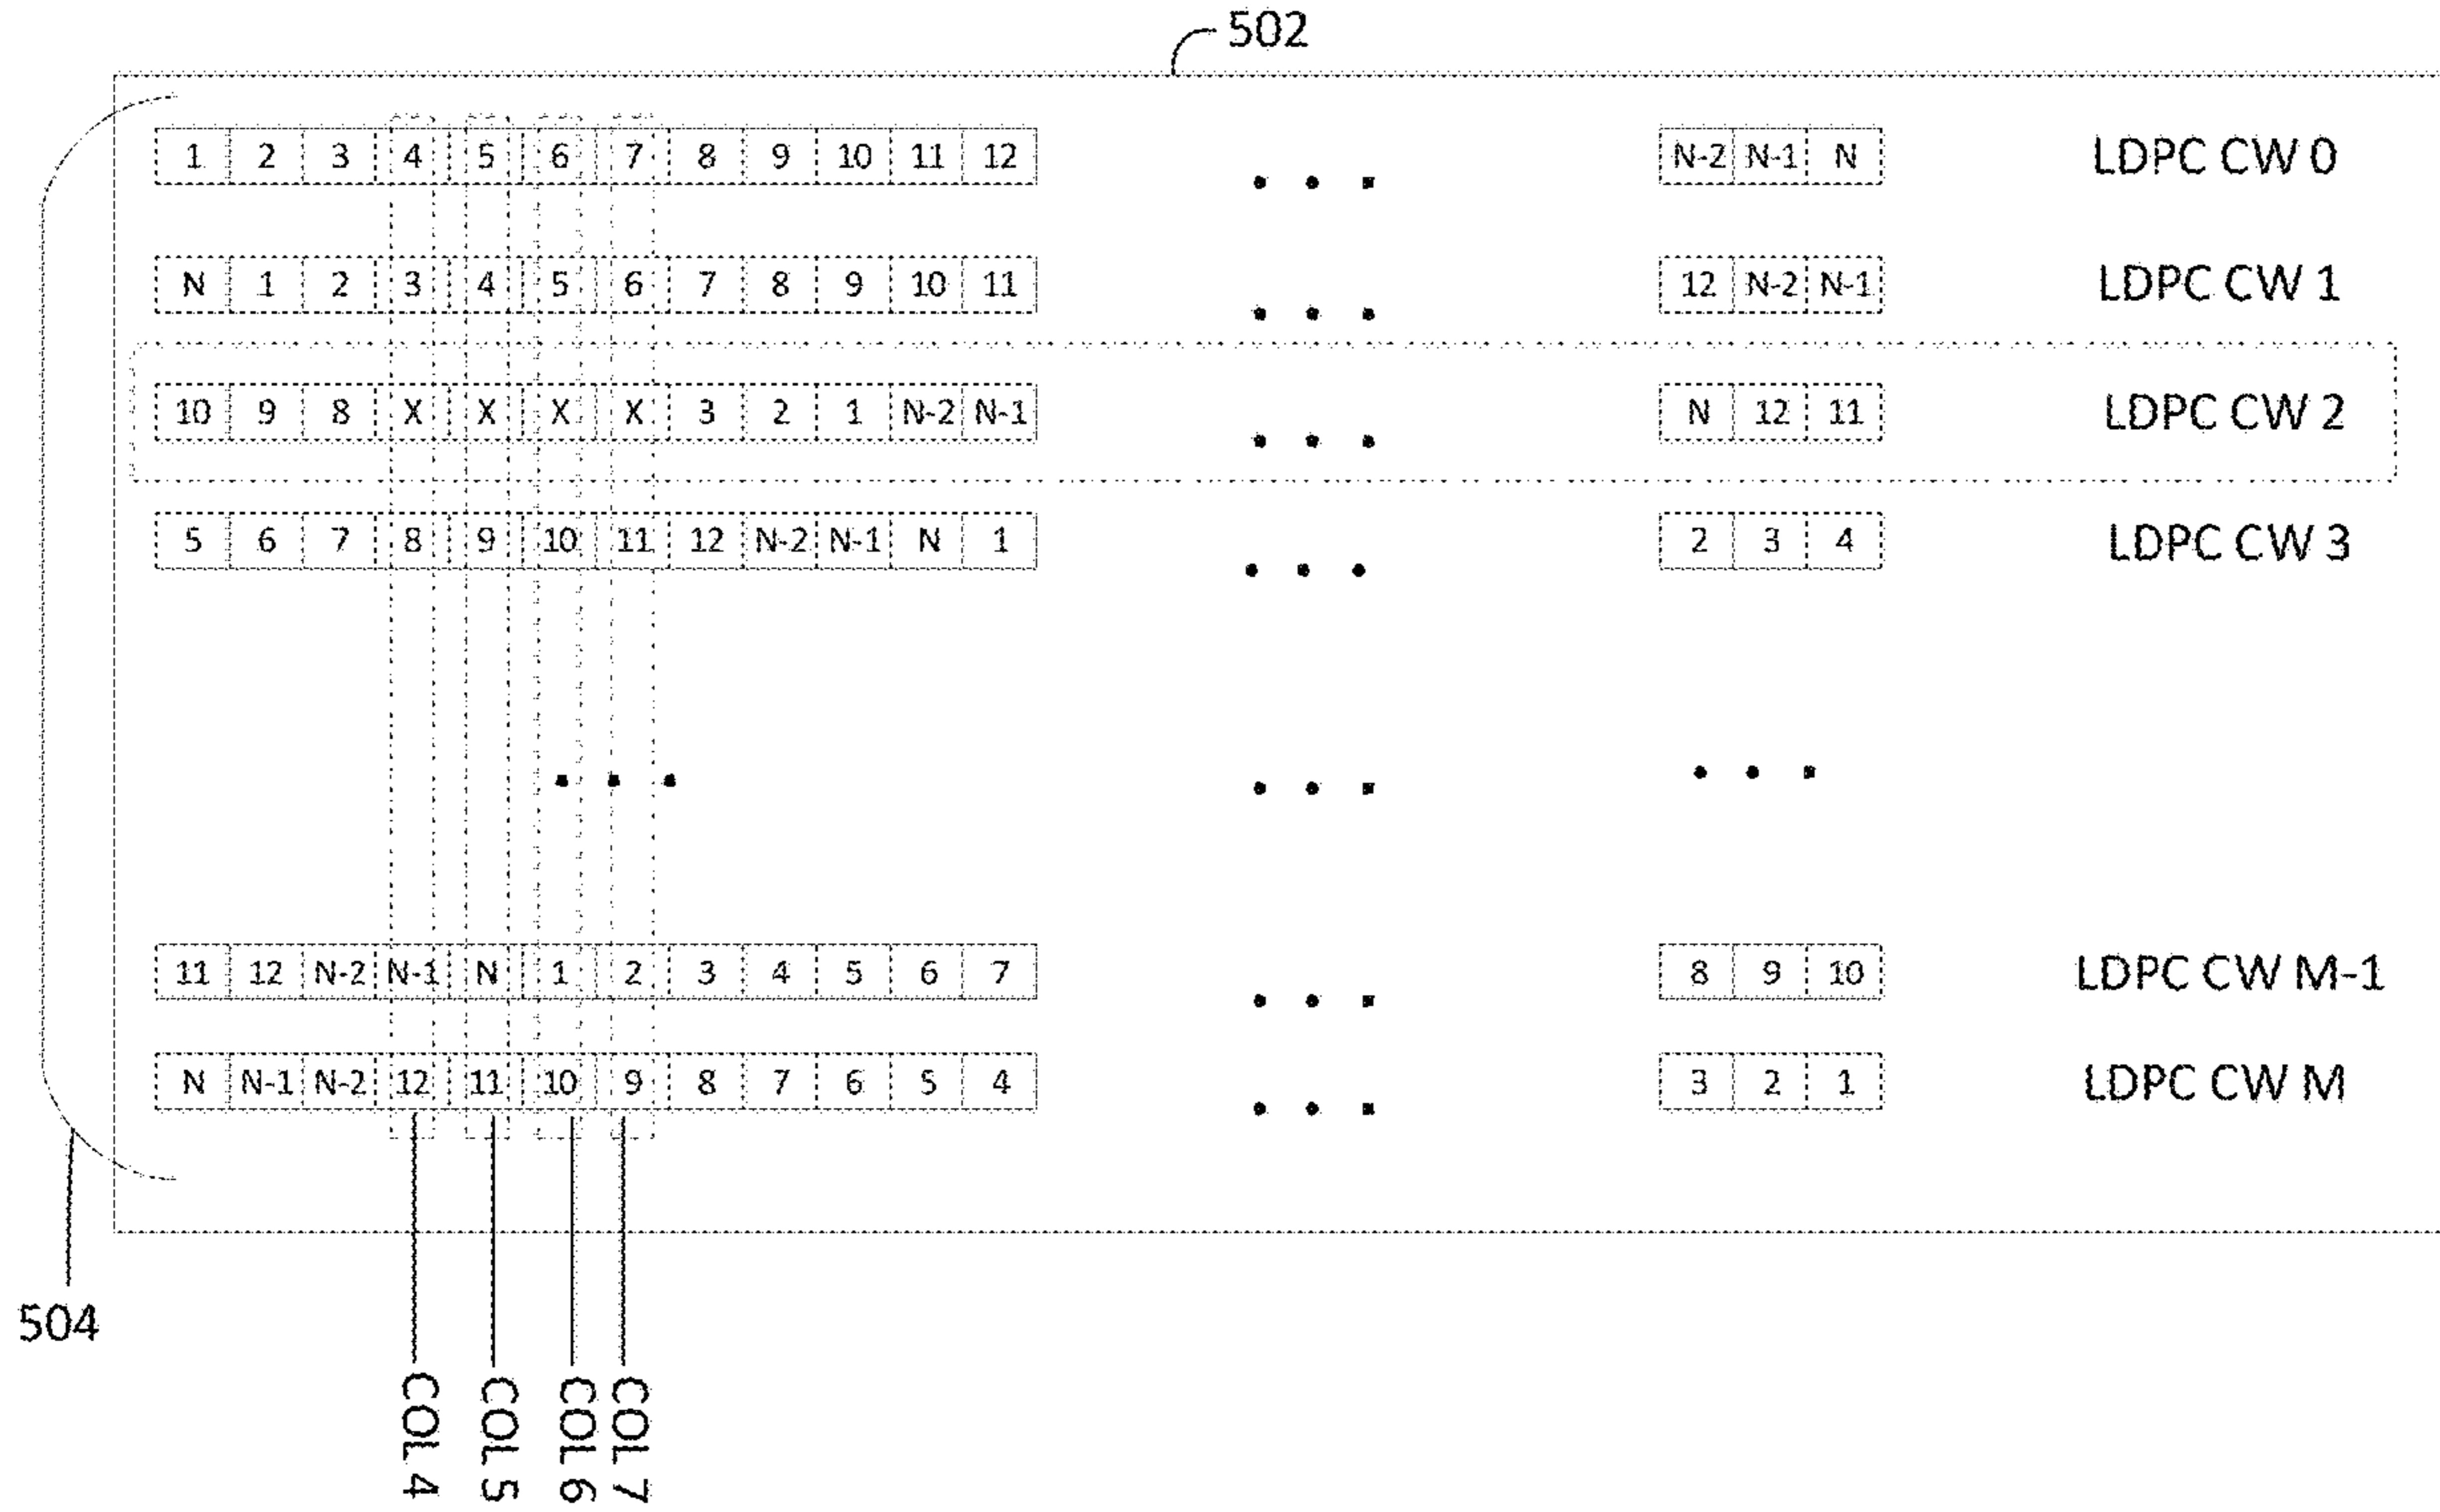 502
1 2 3 4 5 6 7 8 9 10 11 12 ... N-2 N-1 N LDPC CW 0
N 1 2 3 4 5 6 7 8 9 10 11 ... 12 N-2 N-1 LDPC CW 1
10 9 8 X X X X 3 2 1 N-2 N-1 ... N 12 11 LDPC CW 2
5 6 7 8 9 10 11 12 N-2 N-1 N 1 ... 2 3 4 LDPC CW 3
... ... ...
11 12 N-2 N-1 N 1 2 3 4 5 6 7 ... 8 9 10 LDPC CW M-1
N N-1 N-2 12 11 10 9 8 7 6 5 4 ... 3 2 1 LDPC CW M
504
COL 4
COL 5
COL 6
COL 7